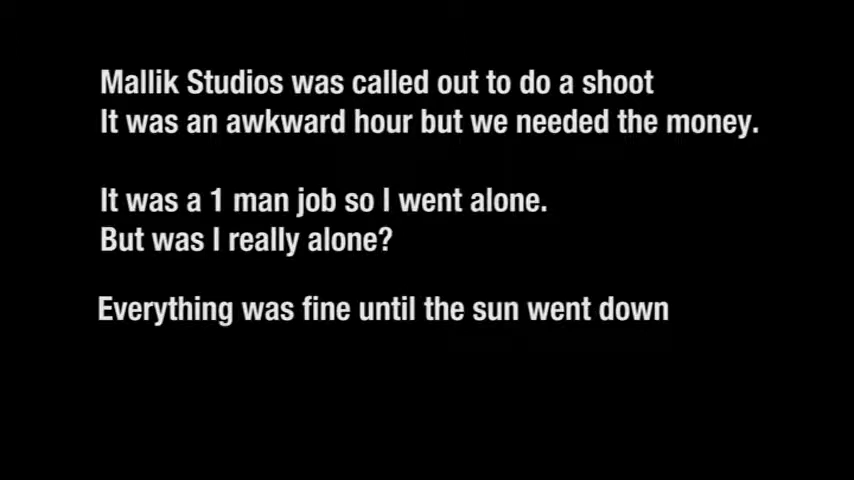 Mallik Studios was called out to do a shoot
It was an awkward hour but we needed the money.
It was a 1 man job so I went alone.
But was I really alone?
Everything was fine until the sun went down